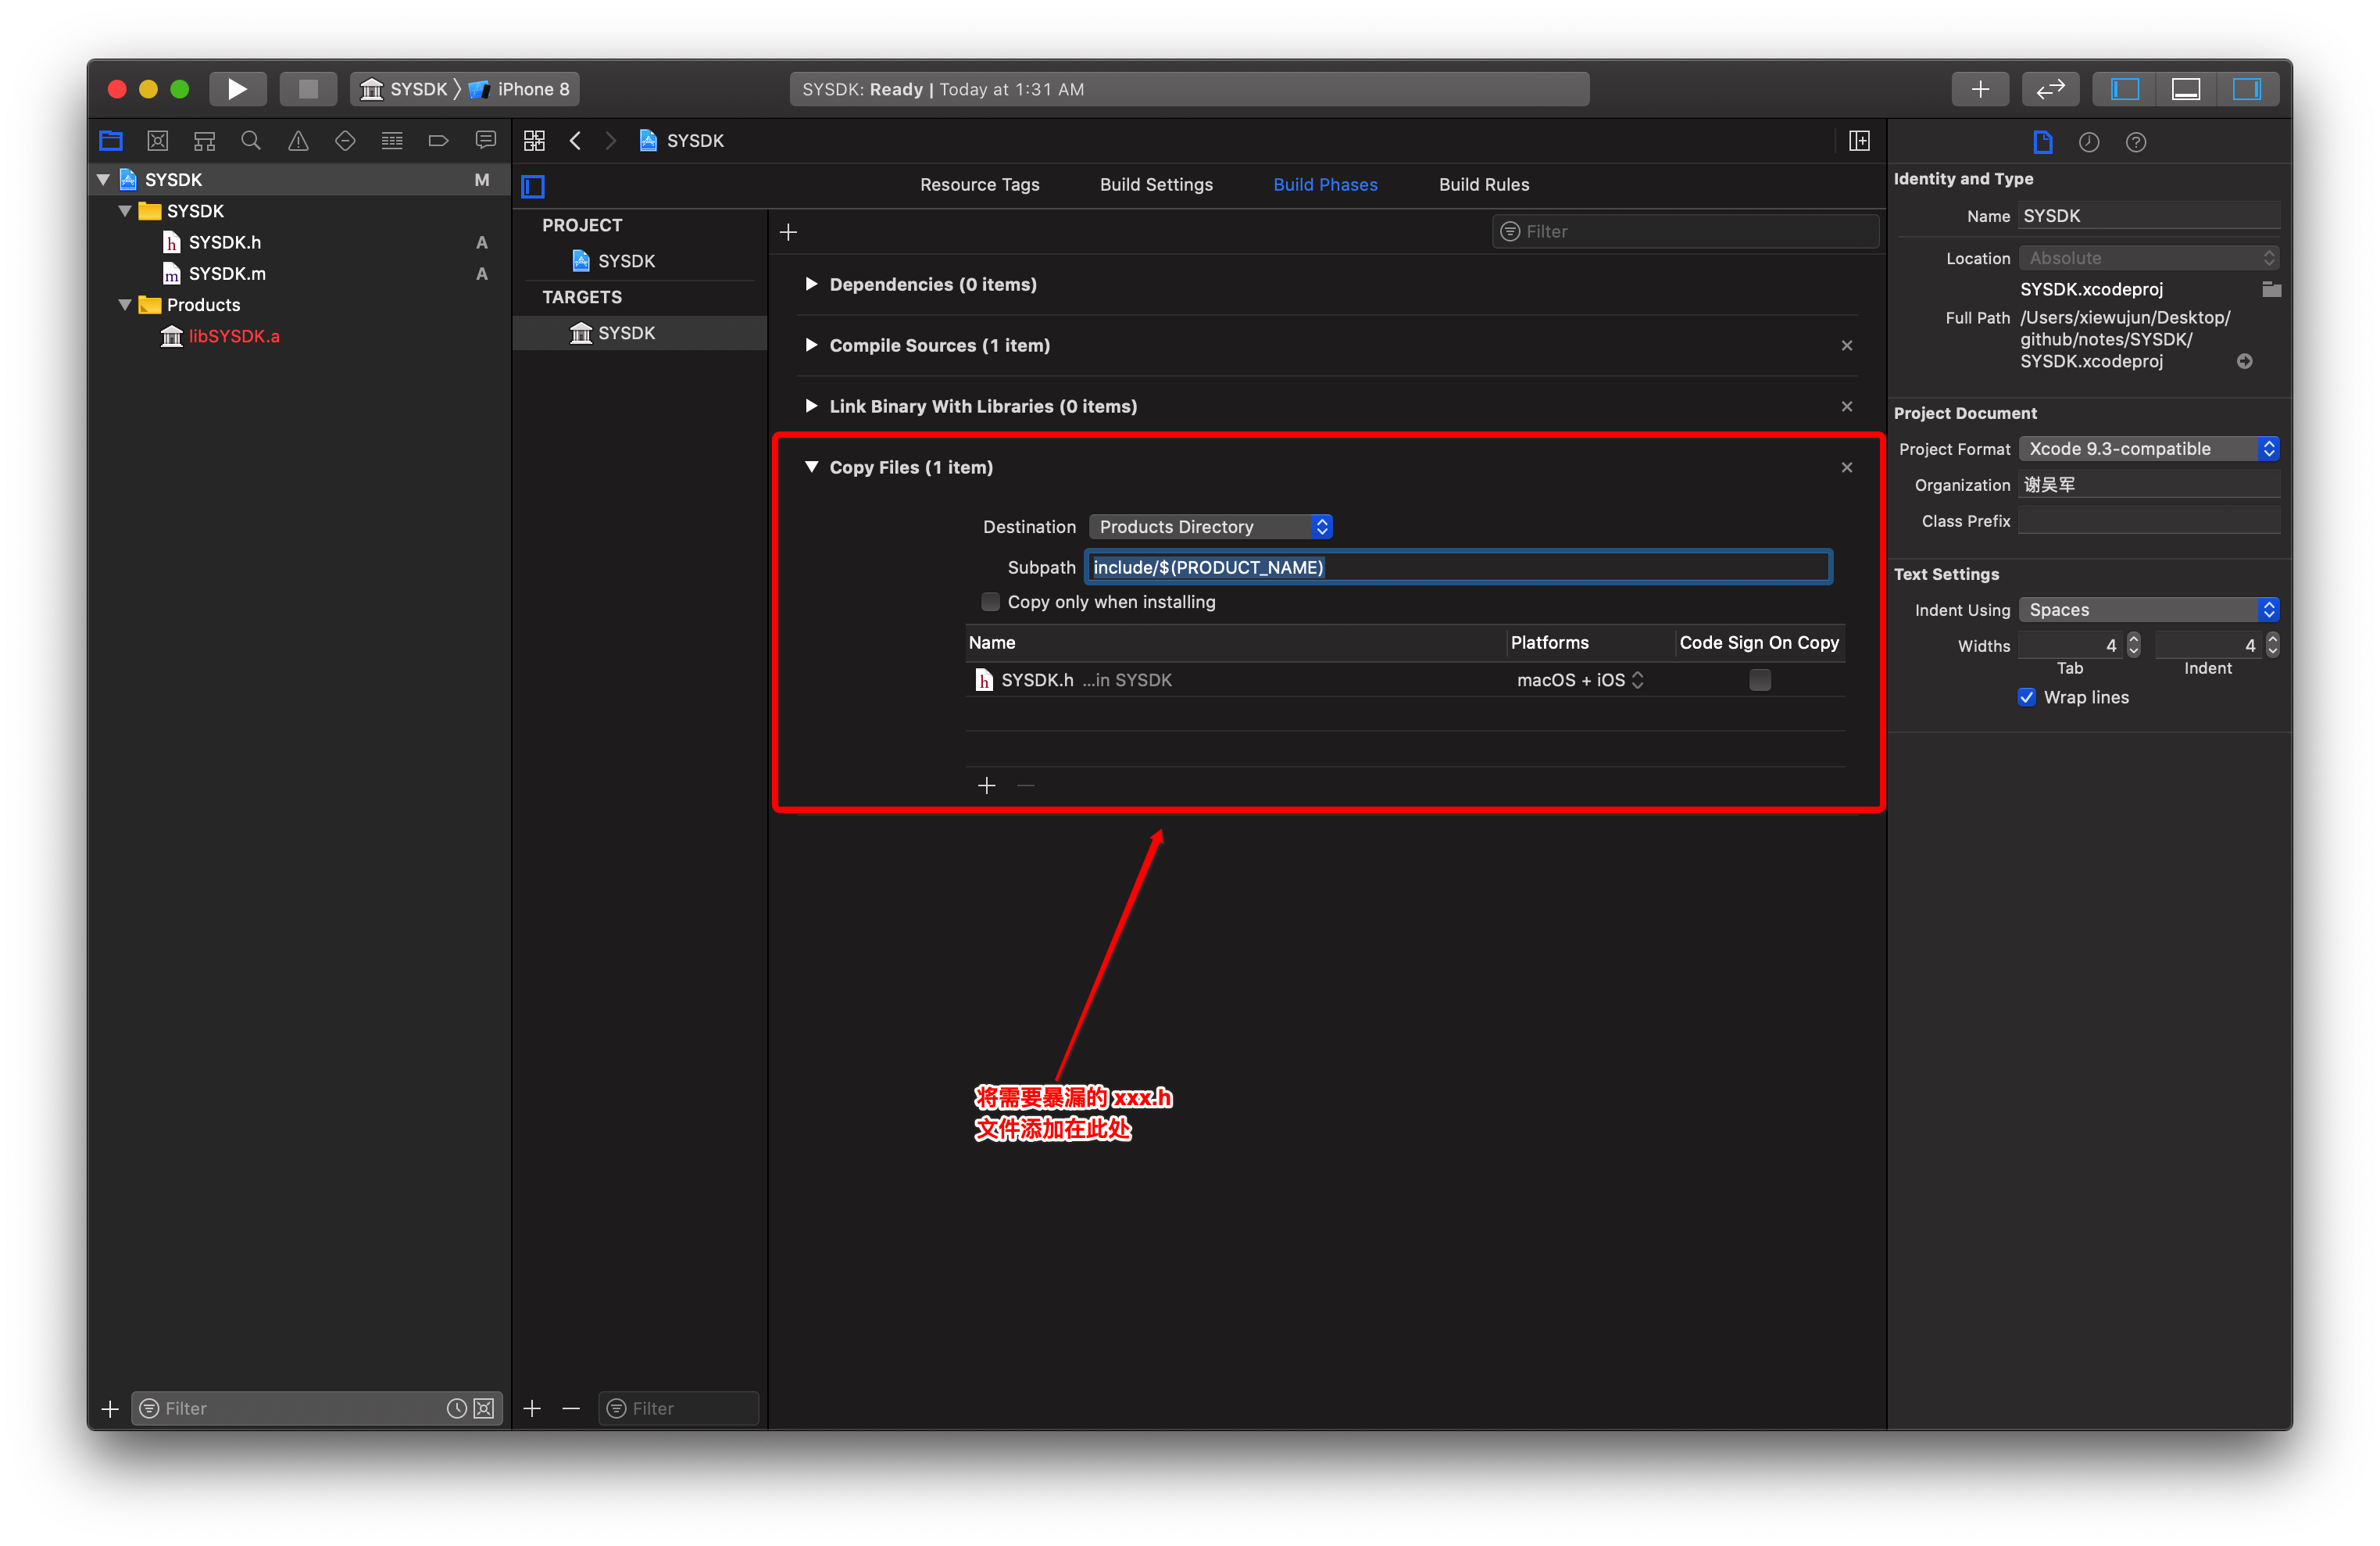 SYSDK 〉 iPhone 8
SYSDK: Ready | Today at 1:31 AM
SYSDK M
SYSDK
SYSDK.h A
SYSDK.m A
Products
libSYSDK.a
SYSDK
Resource Tags Build Settings Build Phases Build Rules
PROJECT
SYSDK
TARGETS
SYSDK
Filter
Dependencies (0 items)
Compile Sources (1 item)
Link Binary With Libraries (0 items)
Copy Files (1 item)
Destination Products Directory
Subpath include/$(PRODUCT_NAME)
Copy only when installing
Name Platforms Code Sign On Copy
SYSDK.h ...in SYSDK macOS + iOS
将需要暴漏的 xxx.h
文件添加在此处
Filter
Filter
Identity and Type
Name SYSDK
Location Absolute
SYSDK.xcodeproj
Full Path /Users/xiewujun/Desktop/
github/notes/SYSDK/
SYSDK.xcodeproj
Project Document
Project Format Xcode 9.3-compatible
Organization 谢吴军
Class Prefix
Text Settings
Indent Using Spaces
Widths 4 4
Tab Indent
Wrap lines